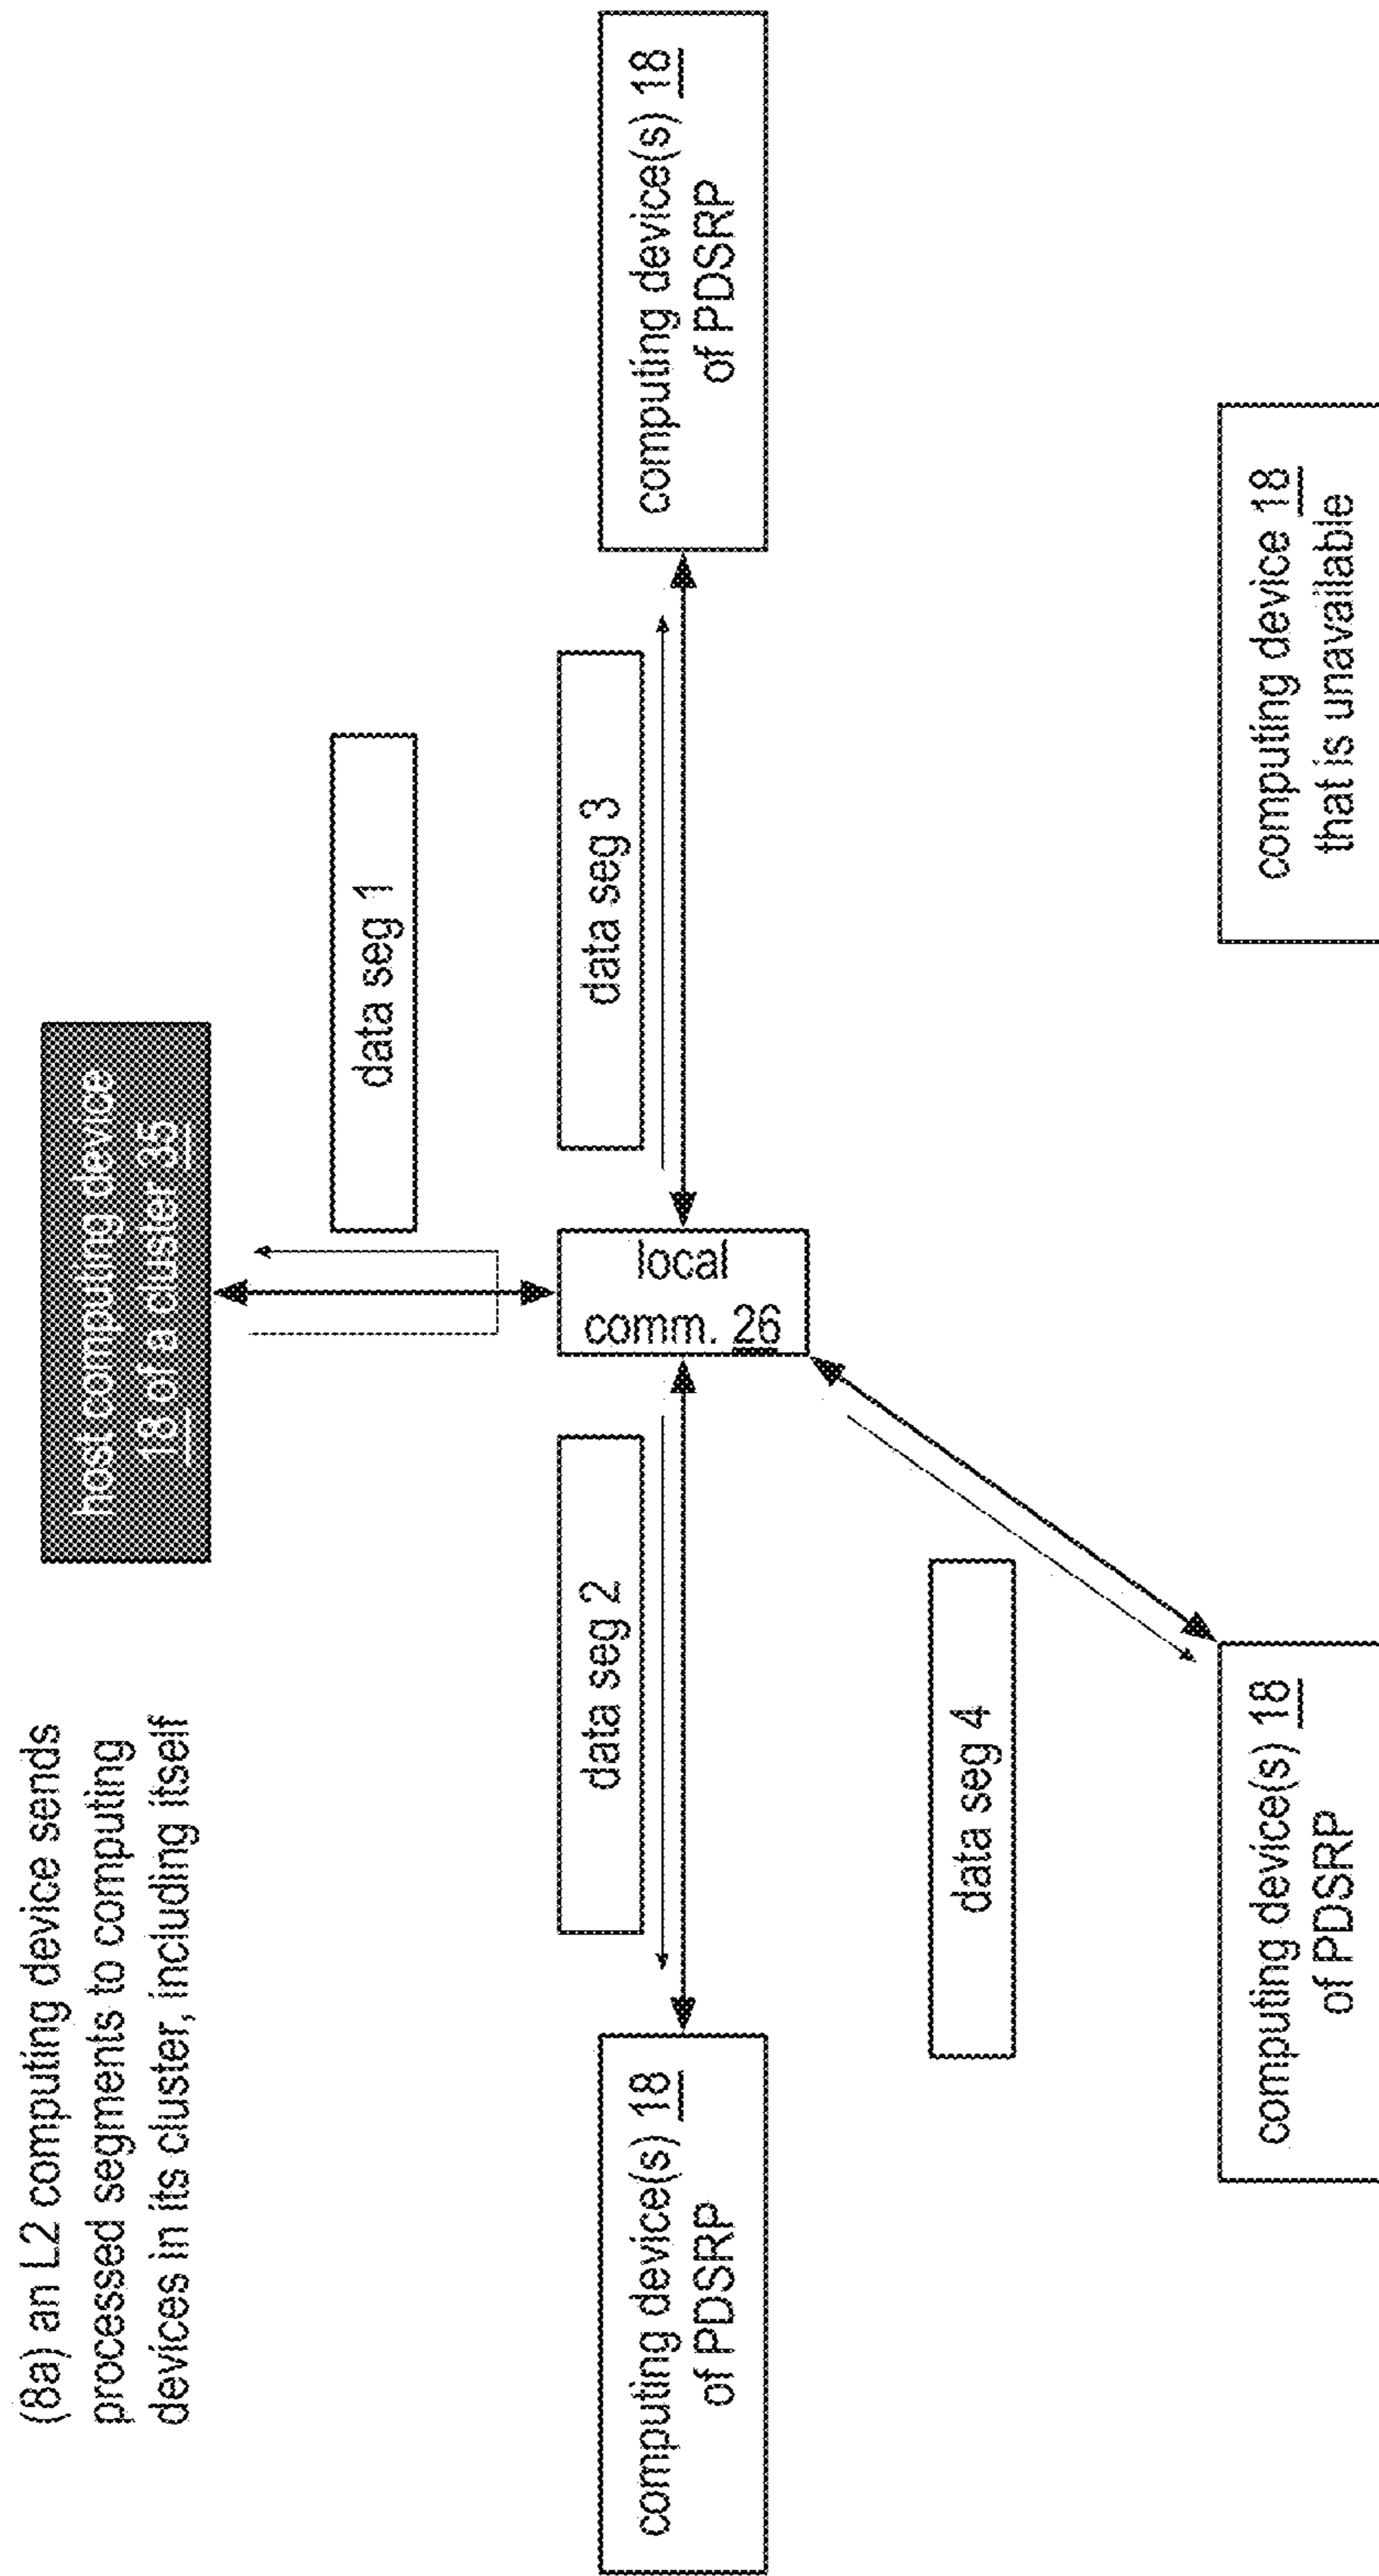 (8a) an L2 computing device sends
processed segments to computing
devices in its cluster, including itself
host computing device
18 of a cluster 35
data seg 1
data seg 2
data seg 3
computing device(s) 18
of PDSRP
local
comm. 26
computing device(s) 18
of PDSRP
data seg 4
computing device(s) 18
of PDSRP
computing device 18
that is unavailable